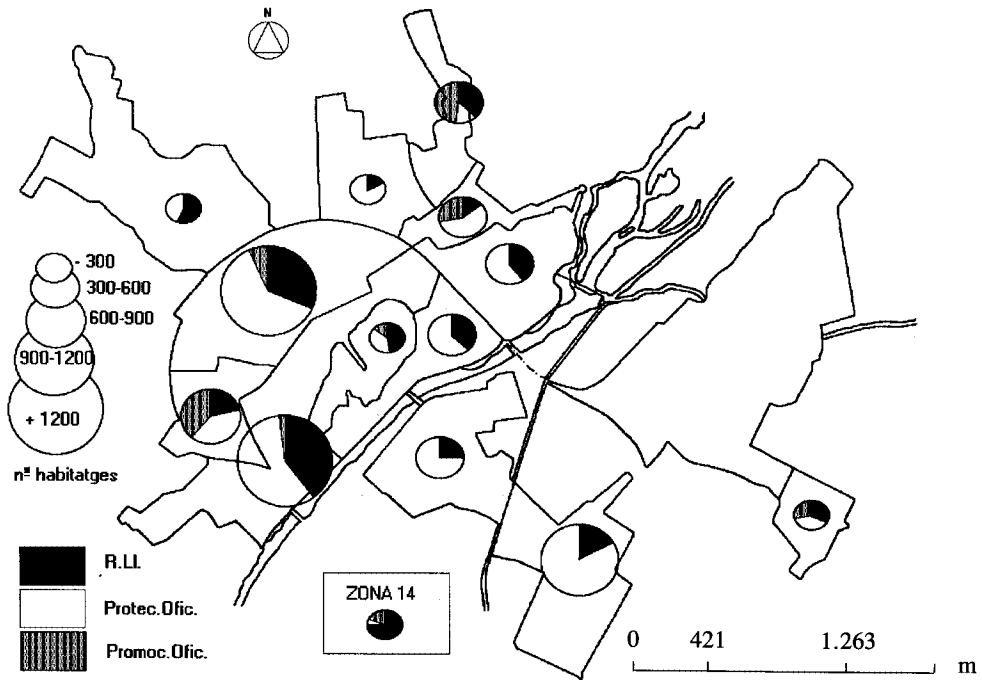 N
- 300
300-600
600-900
900-1200
+ 1200
nº habitatges
R.Ll.
Protec.Ofic.
Promoc.Ofic.
ZONA 14
0 421 1.263 m